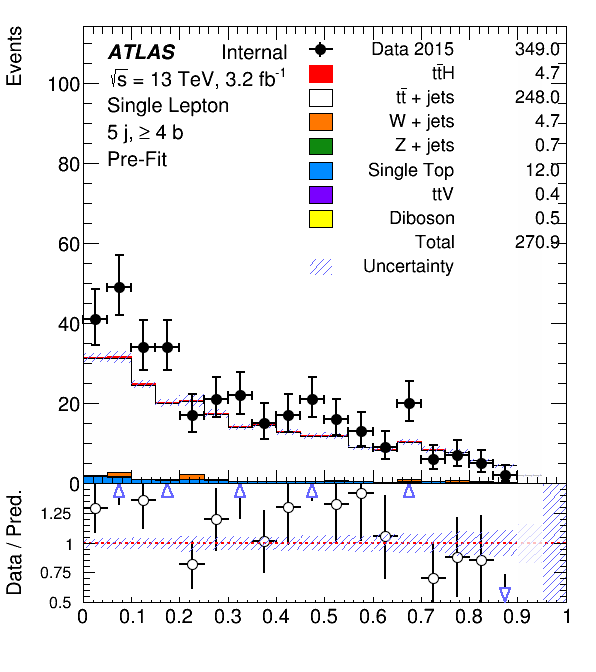 Events
ATLAS Internal
√s = 13 TeV, 3.2 fb⁻¹
Single Lepton
5 j, ≥ 4 b
Pre-Fit
Data 2015 349.0
tt̄H 4.7
tt̄ + jets 248.0
W + jets 4.7
Z + jets 0.7
Single Top 12.0
ttV 0.4
Diboson 0.5
Total 270.9
Uncertainty
100
80
60
40
20
0
Data / Pred.
1.25
1
0.75
0.5
0 0.1 0.2 0.3 0.4 0.5 0.6 0.7 0.8 0.9 1